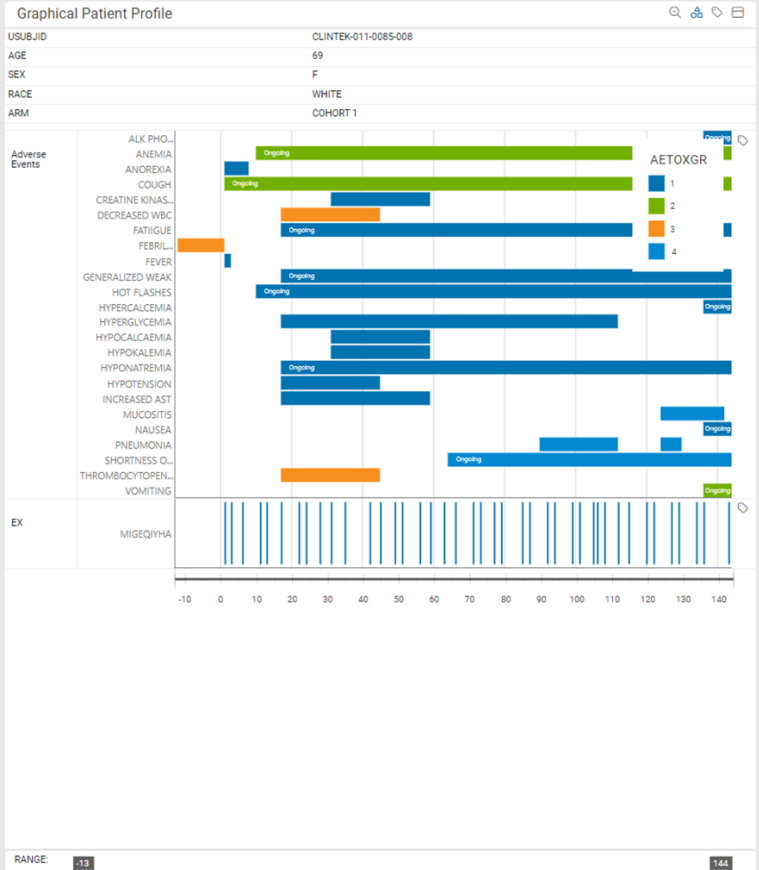 Graphical Patient Profile
USUBJID CLINTEK-011-0085-008
AGE 69
SEX F
RACE WHITE
ARM COHORT 1
Adverse
Events
ALK PHO... Ongoing
ANEMIA Ongoing
ANOREXIA
COUGH Ongoing
CREATINE KINAS...
DECREASED WBC
FATIIGUE Ongoing
FEBRIL...
FEVER
GENERALIZED WEAK Ongoing
HOT FLASHES Ongoing
HYPERCALCEMIA Ongoing
HYPERGLYCEMIA
HYPOCALCAEMIA
HYPOKALEMIA
HYPONATREMIA Ongoing
HYPOTENSION
INCREASED AST
MUCOSITIS
NAUSEA Ongoing
PNEUMONIA
SHORTNESS O... Ongoing
THROMBOCYTOPEN...
VOMITING Ongoing
AETOXGR
1
2
3
4
EX
MIGEQIYHA
-10 0 10 20 30 40 50 60 70 80 90 100 110 120 130 140
RANGE: -13 144